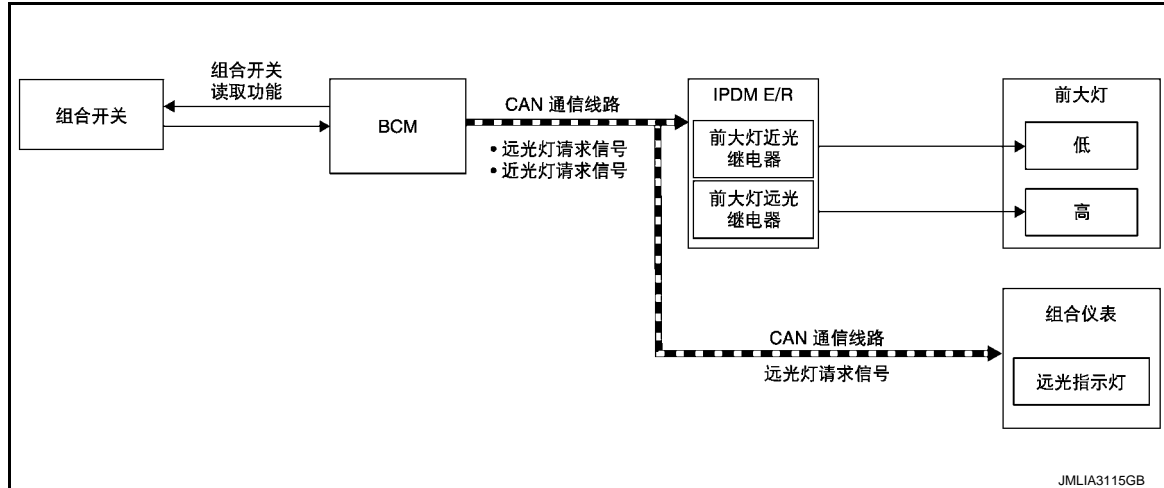 组合开关
组合开关
读取功能
BCM
CAN 通信线路
• 远光灯请求信号
• 近光灯请求信号
IPDM E/R
前大灯近光
继电器
前大灯远光
继电器
前大灯
低
高
CAN 通信线路
远光灯请求信号
组合仪表
远光指示灯
JMLIA3115GB